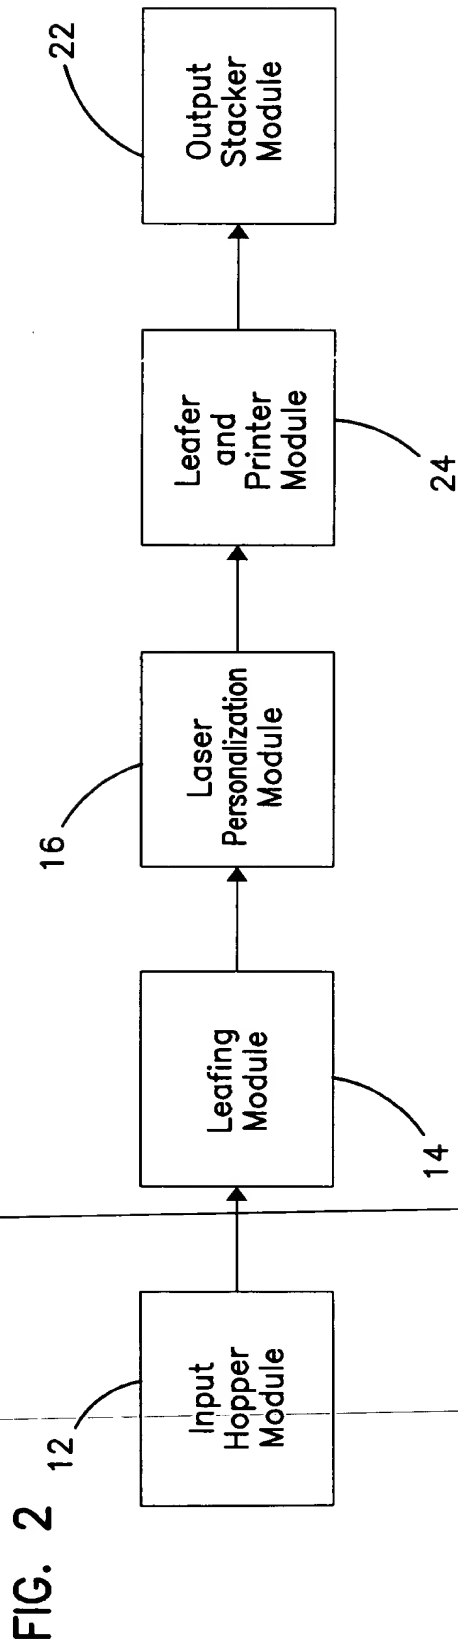 FIG. 2
12
Input
Hopper
Module
14
Leafing
Module
16
Laser
Personalization
Module
24
Leafer
and
Printer
Module
22
Output
Stacker
Module